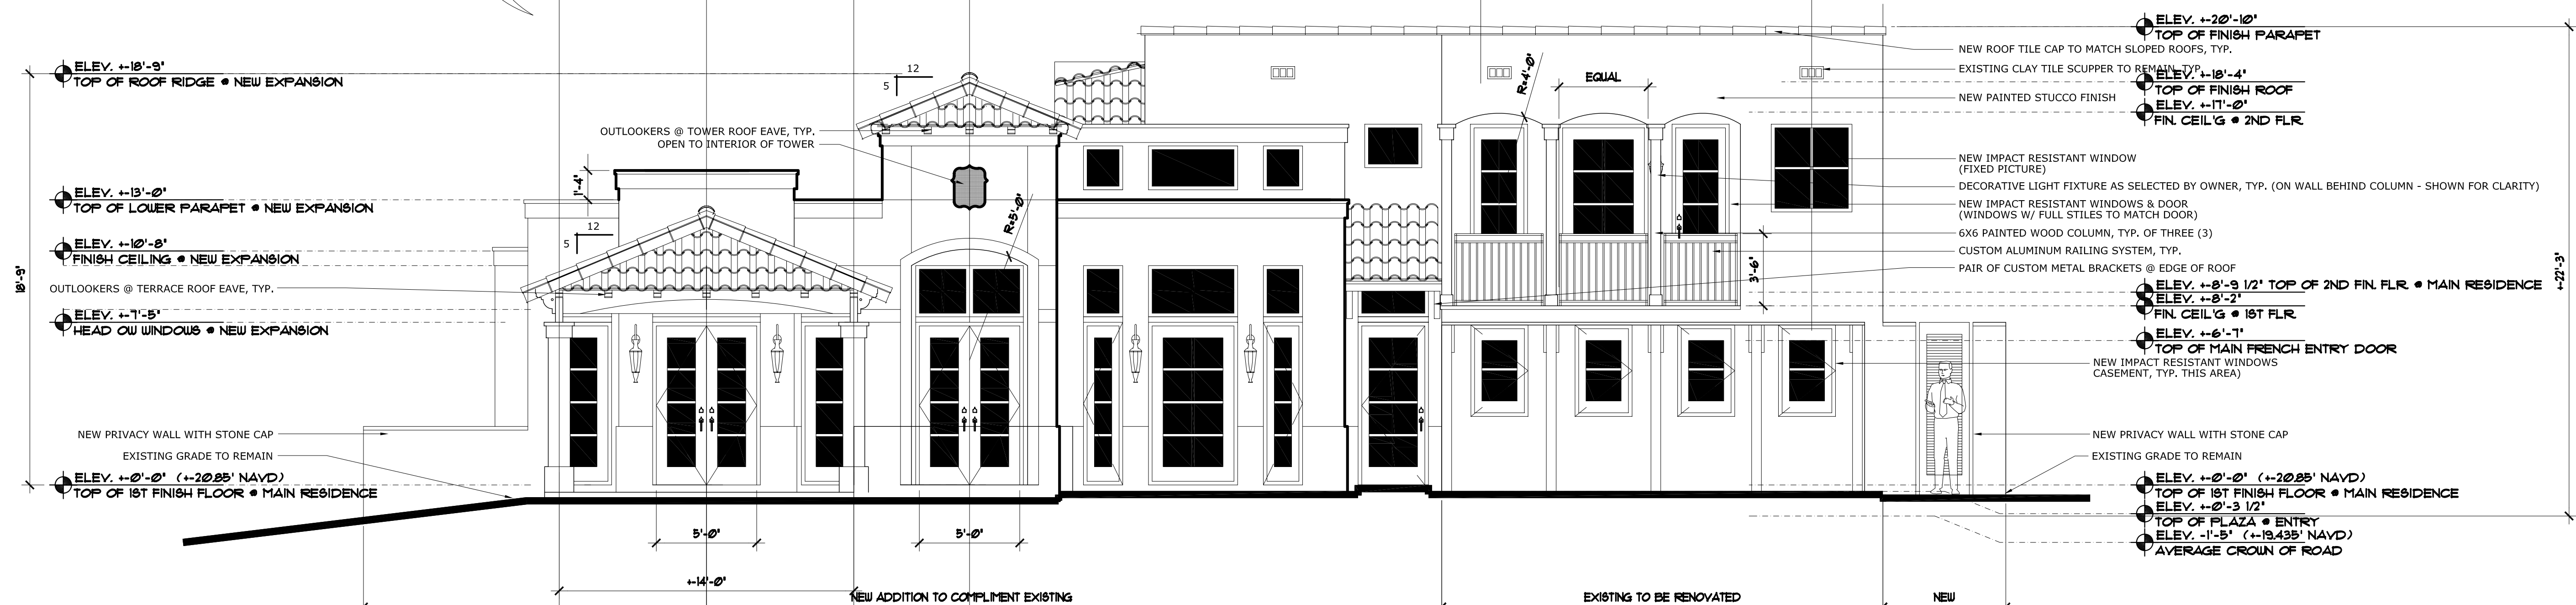 ELEV. +-18'-9"
TOP OF ROOF RIDGE @ NEW EXPANSION
ELEV. +-13'-0"
TOP OF LOWER PARAPET @ NEW EXPANSION
ELEV. +-10'-8"
FINISH CEILING @ NEW EXPANSION
OUTLOOKERS @ TERRACE ROOF EAVE, TYP.
ELEV. +-7'-5"
HEAD OW WINDOWS @ NEW EXPANSION
18'-9"
NEW PRIVACY WALL WITH STONE CAP
EXISTING GRADE TO REMAIN
ELEV. +-0'-0" (+-20.85' NAVD)
TOP OF 1ST FINISH FLOOR @ MAIN RESIDENCE
OUTLOOKERS @ TOWER ROOF EAVE, TYP.
OPEN TO INTERIOR OF TOWER
12
5
1'-4"
12
5
R=5'-0"
R=4'-0"
EQUAL
3'-6"
5'-0"
5'-0"
+-14'-0"
NEW ADDITION TO COMPLIMENT EXISTING
EXISTING TO BE RENOVATED
NEW
ELEV. +-20'-10"
TOP OF FINISH PARAPET
NEW ROOF TILE CAP TO MATCH SLOPED ROOFS, TYP.
EXISTING CLAY TILE SCUPPER TO REMAIN, TYP.
ELEV. +-18'-4"
TOP OF FINISH ROOF
NEW PAINTED STUCCO FINISH
ELEV. +-17'-0"
FIN. CEIL'G @ 2ND FLR.
NEW IMPACT RESISTANT WINDOW
(FIXED PICTURE)
DECORATIVE LIGHT FIXTURE AS SELECTED BY OWNER, TYP. (ON WALL BEHIND COLUMN - SHOWN FOR CLARITY)
NEW IMPACT RESISTANT WINDOWS & DOOR
(WINDOWS W/ FULL STILES TO MATCH DOOR)
6X6 PAINTED WOOD COLUMN, TYP. OF THREE (3)
CUSTOM ALUMINUM RAILING SYSTEM, TYP.
PAIR OF CUSTOM METAL BRACKETS @ EDGE OF ROOF
ELEV. +-8'-9 1/2" TOP OF 2ND FIN. FLR. @ MAIN RESIDENCE
ELEV. +-8'-2"
FIN. CEIL'G @ 1ST FLR.
ELEV. +-6'-7"
TOP OF MAIN FRENCH ENTRY DOOR
NEW IMPACT RESISTANT WINDOWS
CASEMENT, TYP. THIS AREA)
+-22'-3"
NEW PRIVACY WALL WITH STONE CAP
EXISTING GRADE TO REMAIN
ELEV. +-0'-0" (+-20.85' NAVD)
TOP OF 1ST FINISH FLOOR @ MAIN RESIDENCE
ELEV. +-0'-3 1/2"
TOP OF PLAZA @ ENTRY
ELEV. -1'-5" (+-19.435' NAVD)
AVERAGE CROWN OF ROAD